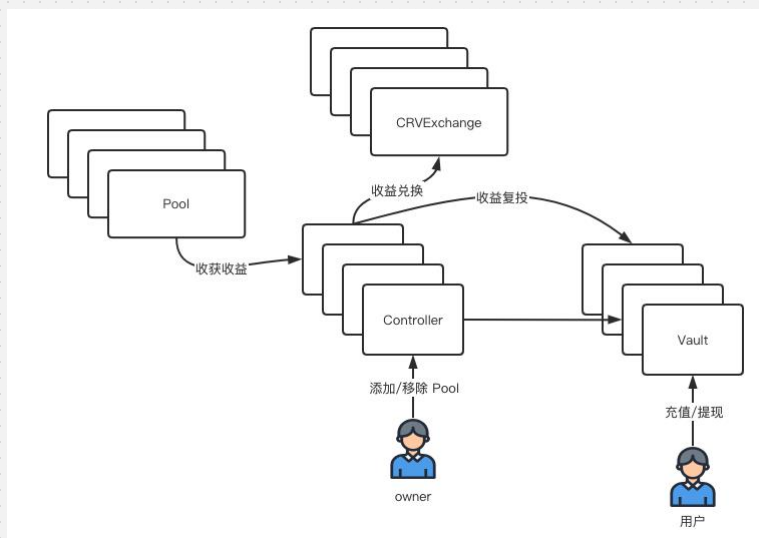 CRVExchange
Pool
收益兑换
收益复投
收获收益
Controller
Vault
添加/移除 Pool
充值/提现
owner
用户